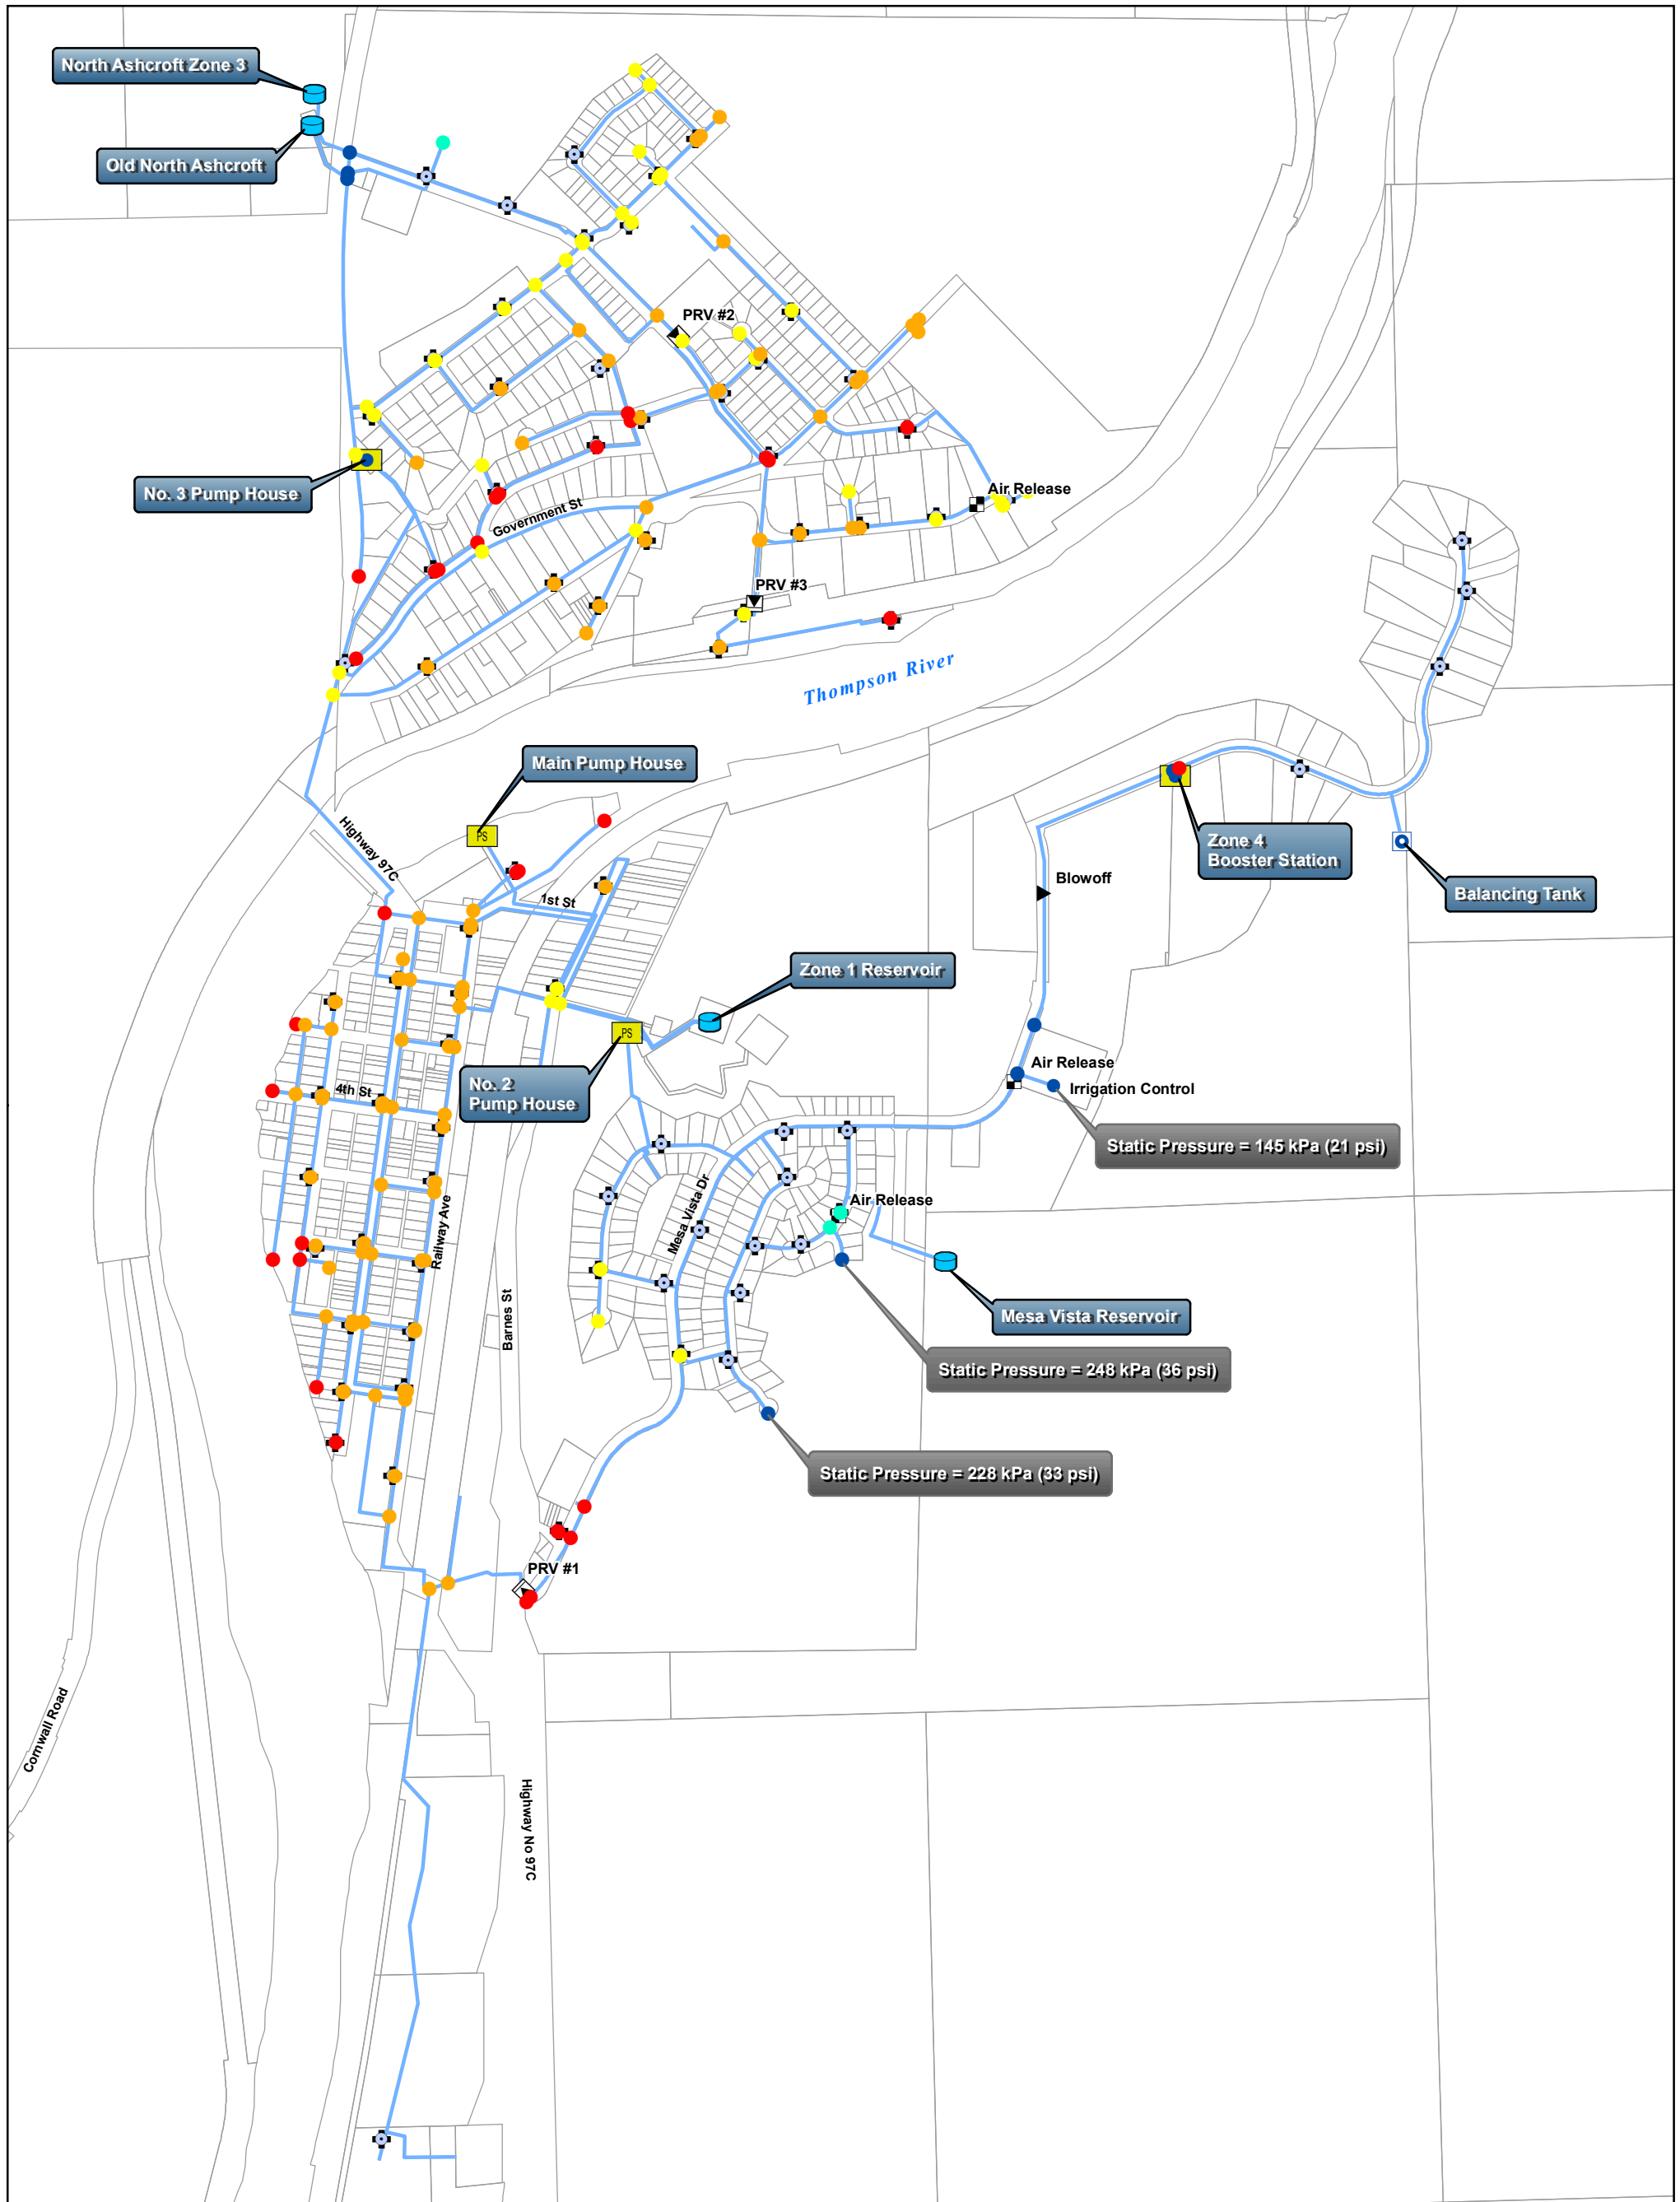 North Ashcroft Zone 3
Old North Ashcroft
PRV #2
No. 3 Pump House
Air Release
Government St
PRV #3
Thompson River
Main Pump House
PS
Highway 97C
Zone 4
Booster Station
Blowoff
Balancing Tank
1st St
Zone 1 Reservoir
PS
Air Release
Irrigation Control
No. 2
Pump House
4th St
Static Pressure = 145 kPa (21 psi)
Mesa Vista Dr
Air Release
Railway Ave
Barnes St
Mesa Vista Reservoir
Static Pressure = 248 kPa (36 psi)
Static Pressure = 228 kPa (33 psi)
PRV #1
Cornwall Road
Highway No 97C